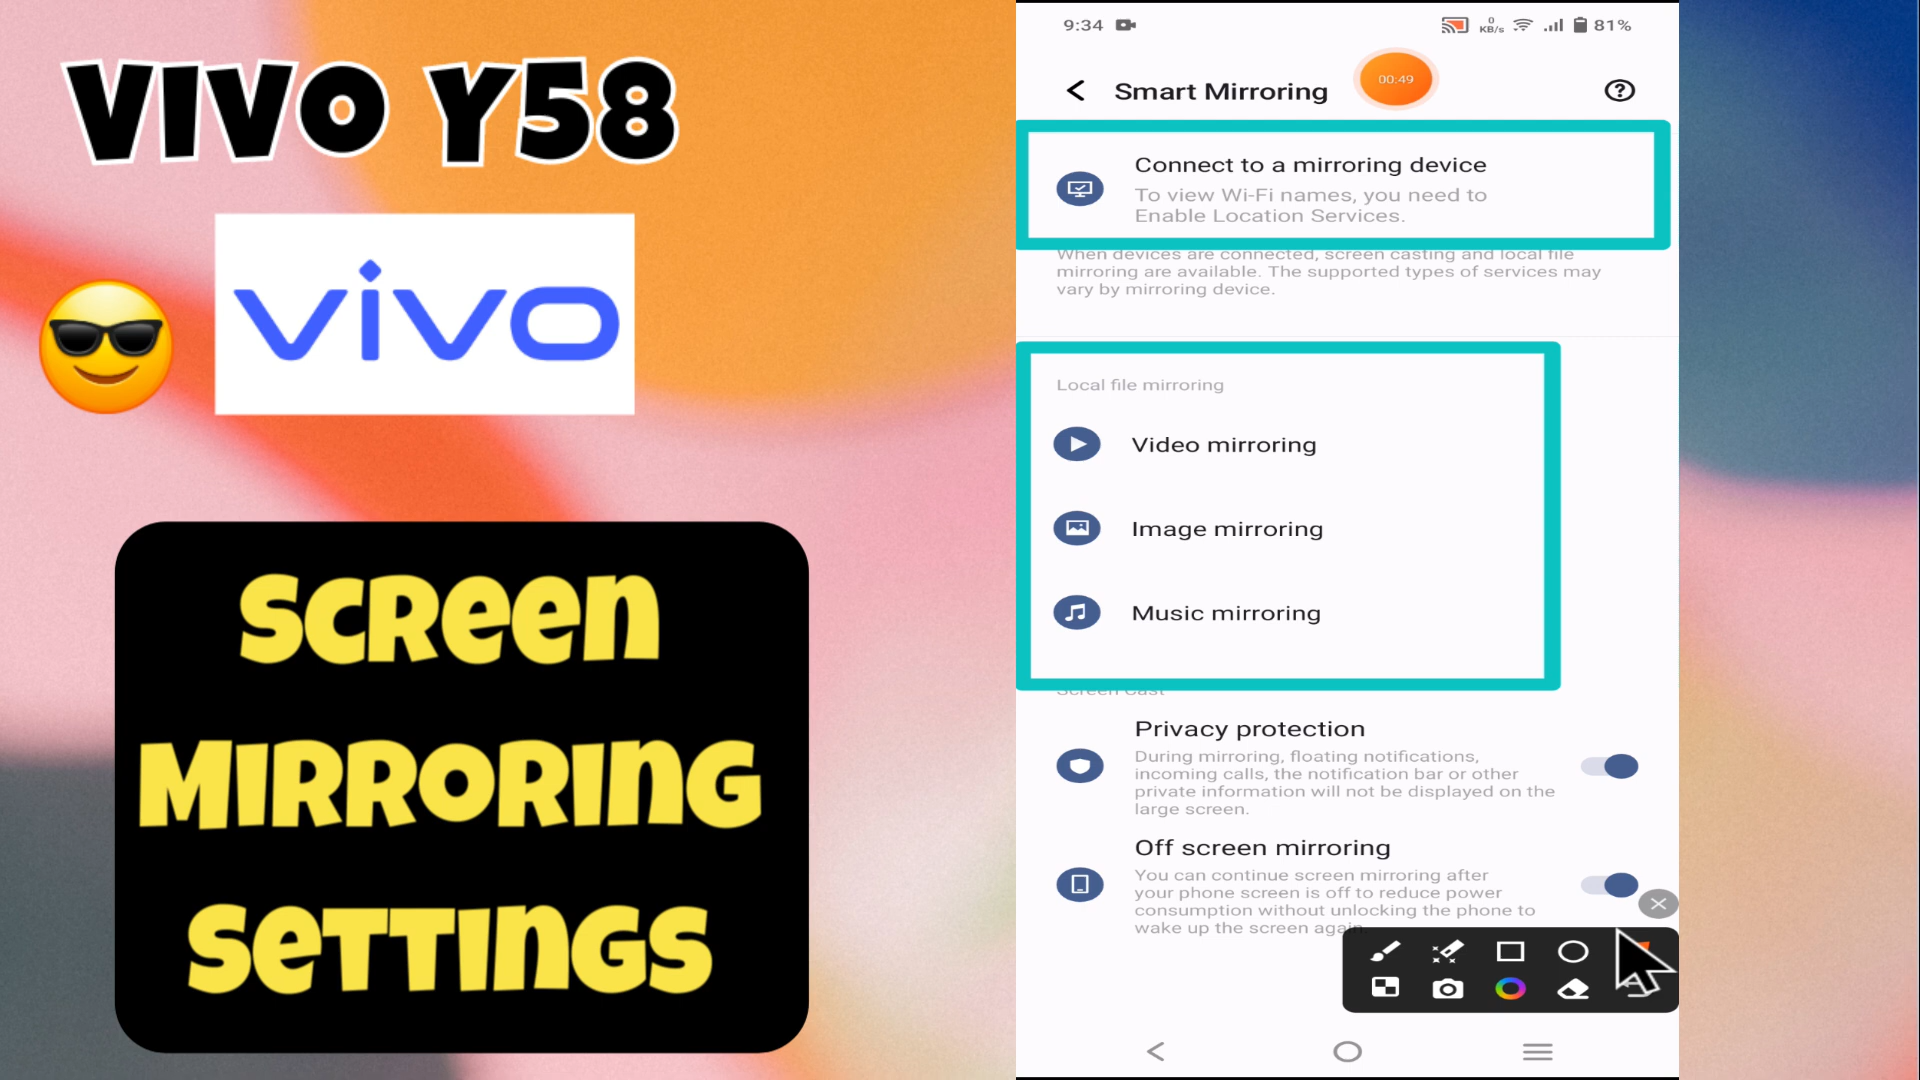 VIVO Y58
vivo
SCREEN
MIRRORING
SETTINGS
9:34
0
KB/s
81%
Smart Mirroring
00:49
Connect to a mirroring device
To view Wi-Fi names, you need to
Enable Location Services.
When devices are connected, screen casting and local file
mirroring are available. The supported types of services may
vary by mirroring device.
Local file mirroring
Video mirroring
Image mirroring
Music mirroring
Screen Cast
Privacy protection
During mirroring, floating notifications,
incoming calls, the notification bar or other
private information will not be displayed on the
large screen.
Off screen mirroring
You can continue screen mirroring after
your phone screen is off to reduce power
consumption without unlocking the phone to
wake up the screen again.